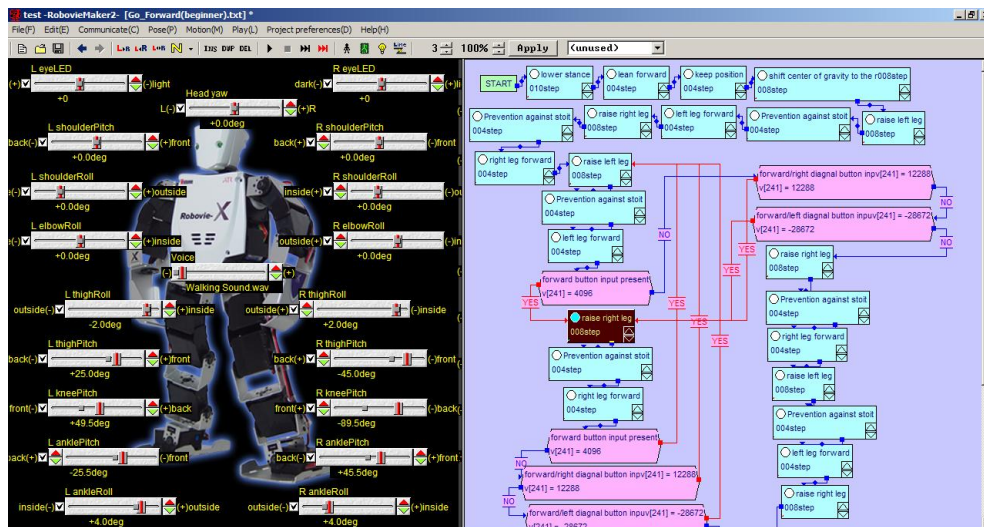 test -RobovieMaker2- [Go_Forward(beginner).txt] *
File(F) Edit(E) Communicate(C) Pose(P) Motion(M) Play(L) Project preferences(D) Help(H)
INS DUP DEL
3 100% Apply (unused)
L eyeLED
(+) (-)light
+0
R eyeLED
dark(-) (+)li
+0
Head yaw
L(-) (+)R
+0.0deg
L shoulderPitch
back(-) (+)front
+0.0deg
R shoulderPitch
back(-) (+)front
+0.0deg
L shoulderRoll
(+)outside
+0.0deg
R shoulderRoll
inside(+) (-)ou
+0.0deg
L elbowRoll
(+)inside
+0.0deg
R elbowRoll
outside(+) (-)in
+0.0deg
Robovie-X
Voice
(-) (+)
Walking Sound.wav
L thighRoll
outside(-) (+)inside
-2.0deg
R thighRoll
outside(+) (-)inside
+2.0deg
L thighPitch
back(+) (+)front
+25.0deg
R thighPitch
back(+) (-)front
-45.0deg
L kneePitch
front(-) (+)back
+49.5deg
R kneePitch
front(+) (-)back
-89.5deg
L anklePitch
back(+) (-)front
-25.5deg
R anklePitch
back(-) (+)front
+45.5deg
L ankleRoll
inside(-) (+)outside
+4.0deg
R ankleRoll
outside(-) (+)inside
+4.0deg
START
lower stance
010step
lean forward
004step
keep position
004step
shift center of gravity to the r008step
008step
Prevention against stoit
004step
raise right leg
008step
left leg forward
004step
Prevention against stoit
004step
raise left leg
008step
right leg forward
004step
raise left leg
008step
Prevention against stoit
004step
left leg forward
004step
forward button input present
v[241] = 4096
YES
raise right leg
008step
Prevention against stoit
004step
right leg forward
004step
forward button input present
v[241] = 4096
NO
forward/right diagnal button inpv[241] = 12288
v[241] = 12288
NO
forward/left diagnal button inpuv[241] = -28672
v[241] = -28672
NO
YES
YES
YES
YES
YES
forward/right diagnal button inpv[241] = 12288
v[241] = 12288
NO
forward/left diagnal button inpuv[241] = -28672
v[241] = -28672
NO
raise right leg
008step
Prevention against stoit
004step
right leg forward
004step
raise left leg
008step
Prevention against stoit
004step
left leg forward
004step
raise right leg
008step